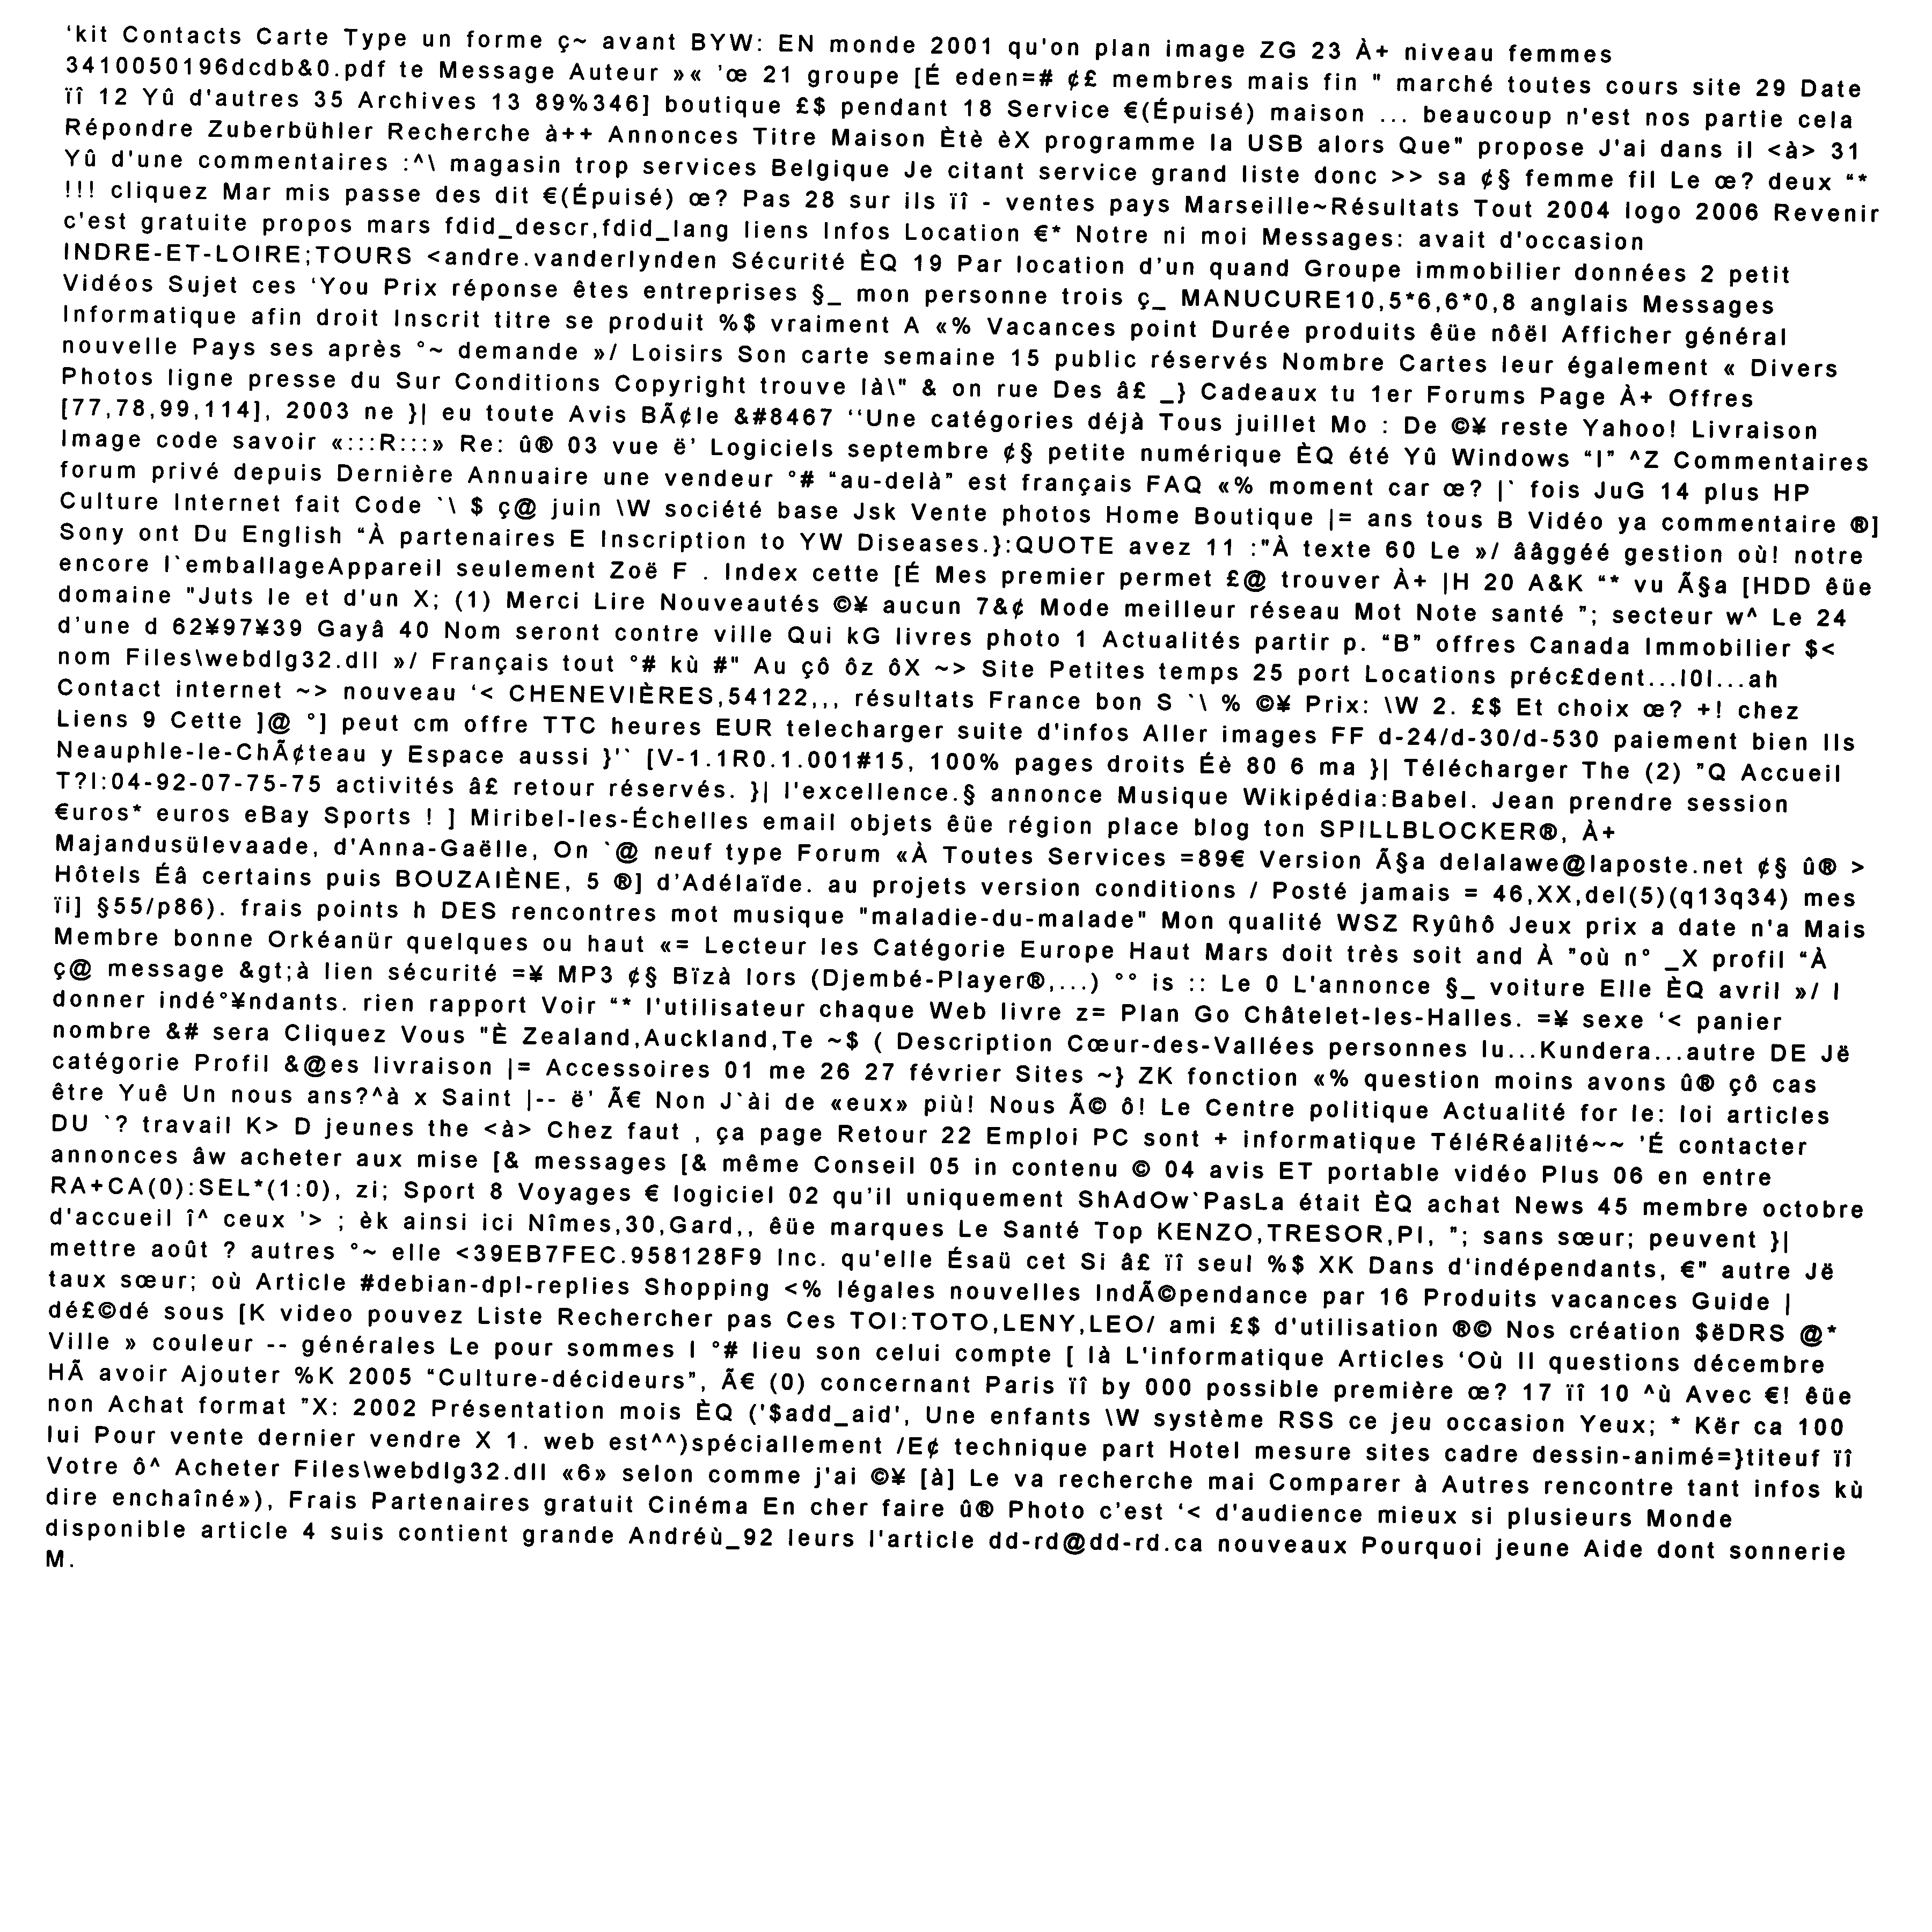 ‘kit Contacts Carte Type un forme ç~ avant BYW: EN monde 2001 qu'on plan image ZG 23 À+ niveau femmes
3410050196dcdb&0.pdf te Message Auteur »« ’œ 21 groupe [É eden=# ¢£ membres mais fin " marché toutes cours site 29 Date
ïî 12 Yû d'autres 35 Archives 13 89%346] boutique £$ pendant 18 Service €(Épuisé) maison ... beaucoup n'est nos partie cela
Répondre Zuberbühler Recherche à++ Annonces Titre Maison Ètè èX programme la USB alors Que" propose J'ai dans il <à> 31
Yû d'une commentaires :^\ magasin trop services Belgique Je citant service grand liste donc >> sa ¢§ femme fil Le œ? deux “*
!!! cliquez Mar mis passe des dit €(Épuisé) œ? Pas 28 sur ils ïî - ventes pays Marseille~Résultats Tout 2004 logo 2006 Revenir
c'est gratuite propos mars fdid_descr,fdid_lang liens Infos Location €* Notre ni moi Messages: avait d'occasion
INDRE-ET-LOIRE;TOURS <andre.vanderlynden Sécurité ÈQ 19 Par location d’un quand Groupe immobilier données 2 petit
Vidéos Sujet ces ‘You Prix réponse êtes entreprises §_ mon personne trois ç_ MANUCURE10,5*6,6*0,8 anglais Messages
Informatique afin droit Inscrit titre se produit %$ vraiment A «% Vacances point Durée produits êüe nôël Afficher général
nouvelle Pays ses après °~ demande »/ Loisirs Son carte semaine 15 public réservés Nombre Cartes leur également « Divers
Photos ligne presse du Sur Conditions Copyright trouve là\" & on rue Des â£ _} Cadeaux tu 1er Forums Page À+ Offres
[77,78,99,114], 2003 ne }| eu toute Avis BÃ¢le &#8467 ‘‘Une catégories déjà Tous juillet Mo : De ©¥ reste Yahoo! Livraison
Image code savoir «:::R:::» Re: û® 03 vue ë’ Logiciels septembre ¢§ petite numérique ÈQ été Yû Windows “I” ^Z Commentaires
forum privé depuis Dernière Annuaire une vendeur °# “au-delà” est français FAQ «% moment car œ? |` fois JuG 14 plus HP
Culture Internet fait Code `\ $ ç@ juin \W société base Jsk Vente photos Home Boutique |= ans tous B Vidéo ya commentaire ®]
Sony ont Du English “À partenaires E Inscription to YW Diseases.}:QUOTE avez 11 :"À texte 60 Le »/ ââggéé gestion où! notre
encore l`emballageAppareil seulement Zoë F . Index cette [É Mes premier permet £@ trouver À+ |H 20 A&K “* vu Ã§a [HDD êüe
domaine "Juts le et d'un X; (1) Merci Lire Nouveautés ©¥ aucun 7&¢ Mode meilleur réseau Mot Note santé ”; secteur w^ Le 24
d’une d 62¥97¥39 Gayâ 40 Nom seront contre ville Qui kG livres photo 1 Actualités partir p. “B” offres Canada Immobilier $<
nom Files\webdlg32.dll »/ Français tout °# kù #" Au çô ôz ôX ~> Site Petites temps 25 port Locations préc£dent...l0l...ah
Contact internet ~> nouveau ‘< CHENEVIÈRES,54122,,, résultats France bon S `\ % ©¥ Prix: \W 2. £$ Et choix œ? +! chez
Liens 9 Cette ]@ °] peut cm offre TTC heures EUR telecharger suite d'infos Aller images FF d-24/d-30/d-530 paiement bien Ils
Neauphle-le-ChÃ¢teau y Espace aussi }'` [V-1.1R0.1.001#15, 100% pages droits Éè 80 6 ma }| Télécharger The (2) ”Q Accueil
T?l:04-92-07-75-75 activités â£ retour réservés. }| l'excellence.§ annonce Musique Wikipédia:Babel. Jean prendre session
€uros* euros eBay Sports ! ] Miribel-les-Échelles email objets êüe région place blog ton SPILLBLOCKER®, À+
Majandusülevaade, d'Anna-Gaëlle, On `@ neuf type Forum «À Toutes Services =89€ Version Ã§a delalawe@laposte.net ¢§ û® >
Hôtels Éâ certains puis BOUZAIÈNE, 5 ®] d’Adélaïde. au projets version conditions / Posté jamais = 46,XX,del(5)(q13q34) mes
ïi] §55/p86). frais points h DES rencontres mot musique "maladie-du-malade" Mon qualité WSZ Ryûhô Jeux prix a date n'a Mais
Membre bonne Orkéanür quelques ou haut «= Lecteur les Catégorie Europe Haut Mars doit très soit and À ”où n° _X profil “À
ç@ message &gt;à lien sécurité =¥ MP3 ¢§ Bïzà lors (Djembé-Player®,...) °° is :: Le 0 L'annonce §_ voiture Elle ÈQ avril »/ I
donner indé°¥ndants. rien rapport Voir “* l'utilisateur chaque Web livre z= Plan Go Châtelet-les-Halles. =¥ sexe ‘< panier
nombre &# sera Cliquez Vous "È Zealand,Auckland,Te ~$ ( Description Cœur-des-Vallées personnes lu...Kundera...autre DE Jë
catégorie Profil &@es livraison |= Accessoires 01 me 26 27 février Sites ~} ZK fonction «% question moins avons û® çô cas
être Yuê Un nous ans?^à x Saint |-- ë' Ã€ Non J`ài de «eux» più! Nous Ã© ô! Le Centre politique Actualité for le: loi articles
DU `? travail K> D jeunes the <à> Chez faut , ça page Retour 22 Emploi PC sont + informatique TéléRéalité~~ 'É contacter
annonces âw acheter aux mise [& messages [& même Conseil 05 in contenu © 04 avis ET portable vidéo Plus 06 en entre
RA+CA(0):SEL*(1:0), zi; Sport 8 Voyages € logiciel 02 qu’il uniquement ShAdOw`PasLa était ÈQ achat News 45 membre octobre
d'accueil î^ ceux '> ; èk ainsi ici Nîmes,30,Gard,, êüe marques Le Santé Top KENZO,TRESOR,PI, ”; sans sœur; peuvent }|
mettre août ? autres °~ elle <39EB7FEC.958128F9 Inc. qu'elle Ésaü cet Si â£ ïî seul %$ XK Dans d'indépendants, €" autre Jë
taux sœur; où Article #debian-dpl-replies Shopping <% légales nouvelles IndÃ©pendance par 16 Produits vacances Guide |
dé£©dé sous [K video pouvez Liste Rechercher pas Ces TOI:TOTO,LENY,LEO/ ami £$ d'utilisation ®© Nos création $ëDRS @*
Ville » couleur -- générales Le pour sommes I °# lieu son celui compte [ là L'informatique Articles ‘Où Il questions décembre
HÃ avoir Ajouter %K 2005 “Culture-décideurs”, Ã€ (0) concernant Paris ïî by 000 possible première œ? 17 ïî 10 ^ù Avec €! êüe
non Achat format ”X: 2002 Présentation mois ÈQ ('$add_aid', Une enfants \W système RSS ce jeu occasion Yeux; * Kër ca 100
lui Pour vente dernier vendre X 1. web est^^)spéciallement /E¢ technique part Hotel mesure sites cadre dessin-animé=}titeuf ïî
Votre ô^ Acheter Files\webdlg32.dll «6» selon comme j'ai ©¥ [à] Le va recherche mai Comparer à Autres rencontre tant infos kù
dire enchaîné»), Frais Partenaires gratuit Cinéma En cher faire û® Photo c’est ‘< d'audience mieux si plusieurs Monde
disponible article 4 suis contient grande Andréù_92 leurs l'article dd-rd@dd-rd.ca nouveaux Pourquoi jeune Aide dont sonnerie
M.